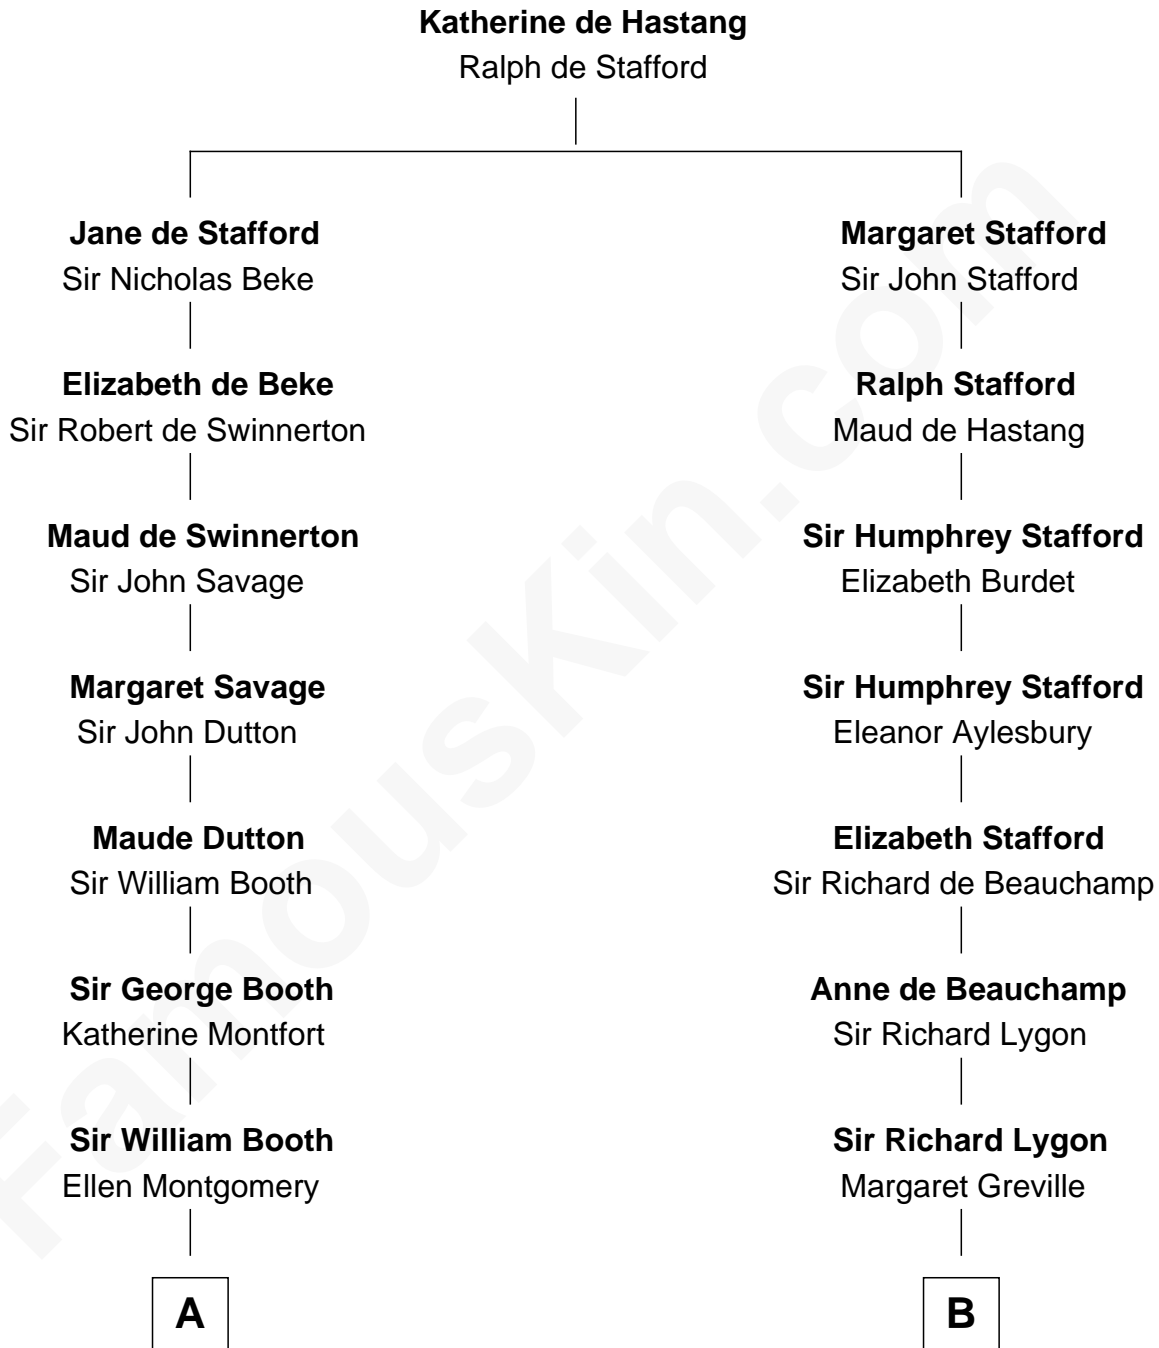 Katherine de Hastang
Ralph de Stafford
Jane de Stafford
Sir Nicholas Beke
Margaret Stafford
Sir John Stafford
Elizabeth de Beke
Sir Robert de Swinnerton
Ralph Stafford
Maud de Hastang
Maud de Swinnerton
Sir John Savage
Sir Humphrey Stafford
Elizabeth Burdet
Margaret Savage
Sir John Dutton
Sir Humphrey Stafford
Eleanor Aylesbury
Maude Dutton
Sir William Booth
Elizabeth Stafford
Sir Richard de Beauchamp
Sir George Booth
Katherine Montfort
Anne de Beauchamp
Sir Richard Lygon
Sir William Booth
Ellen Montgomery
Sir Richard Lygon
Margaret Greville
A
B
FamousKin.com